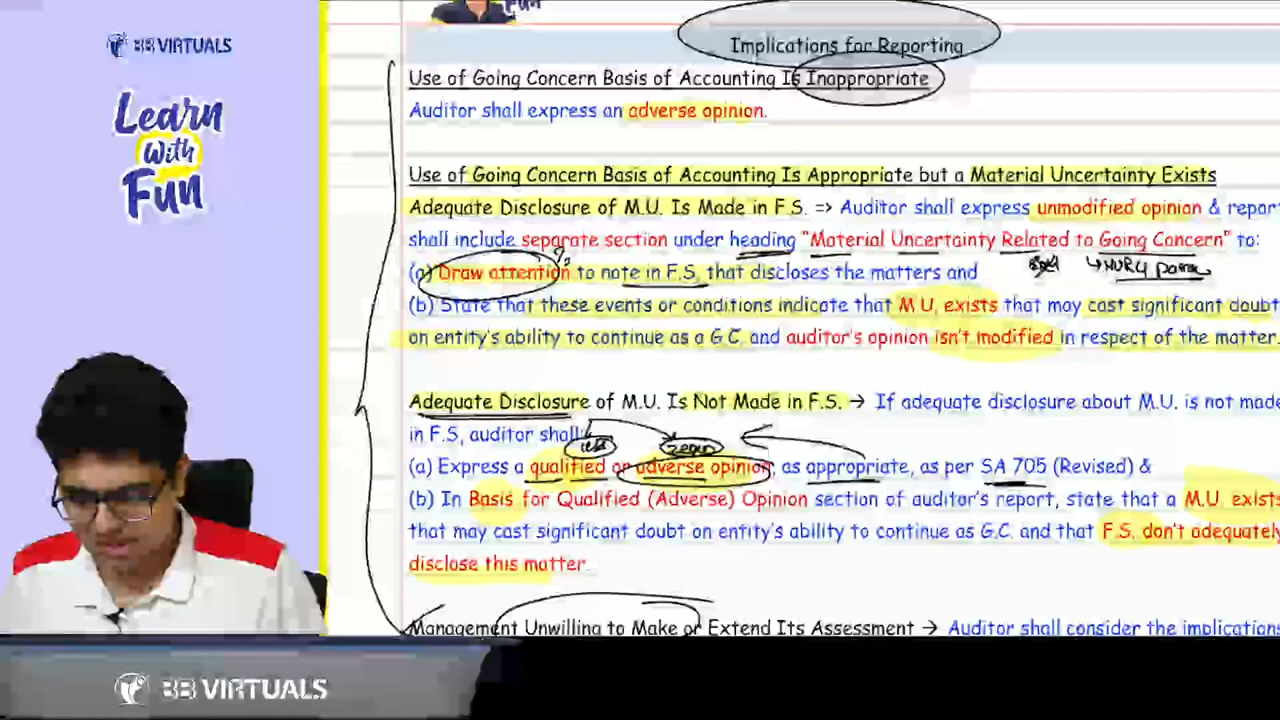 BB VIRTUALS
Learn
With
Fun
Fun
Implications for Reporting
Use of Going Concern Basis of Accounting Is Inappropriate
Auditor shall express an adverse opinion.
Use of Going Concern Basis of Accounting Is Appropriate but a Material Uncertainty Exists
Adequate Disclosure of M.U. Is Made in F.S. => Auditor shall express unmodified opinion & repor
shall include separate section under heading "Material Uncertainty Related to Going Concern" to:
(a) Draw attention to note in F.S. that discloses the matters and
(b) State that these events or conditions indicate that M.U. exists that may cast significant doubt
on entity's ability to continue as a G.C. and auditor's opinion isn't modified in respect of the matter.
Adequate Disclosure of M.U. Is Not Made in F.S. → If adequate disclosure about M.U. is not made
in F.S, auditor shall:
less
(a) Express a qualified or adverse opinion, as appropriate, as per SA 705 (Revised) &
(b) In Basis for Qualified (Adverse) Opinion section of auditor's report, state that a M.U. exists
that may cast significant doubt on entity's ability to continue as G.C. and that F.S. don't adequately
disclose this matter.
Management Unwilling to Make or Extend Its Assessment → Auditor shall consider the implications
BB VIRTUALS